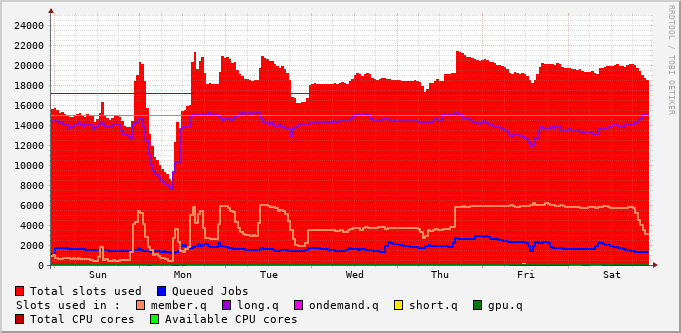 24000
22000
20000
18000
16000
14000
12000
10000
8000
6000
4000
2000
0
Sun Mon Tue Wed Thu Fri Sat
RRDTOOL / TOBI OETIKER
Total slots used Queued Jobs
Slots used in : member.q long.q ondemand.q short.q gpu.q
Total CPU cores Available CPU cores